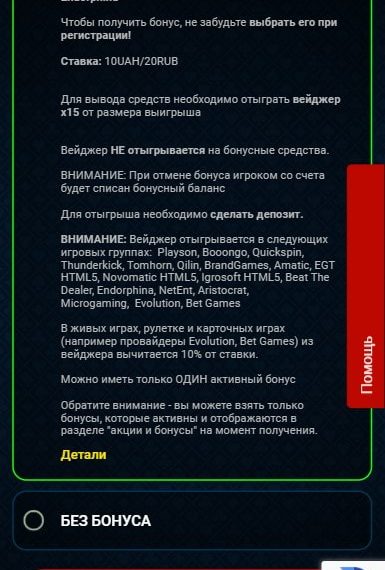 Чтобы получить бонус, не забудьте выбрать его при
регистрации!
Ставка: 10UAH/20RUB
Для вывода средств необходимо отыграть вейджер
x15 от размера выигрыша
Вейджер НЕ отыгрывается на бонусные средства.
ВНИМАНИЕ: При отмене бонуса игроком со счета
будет списан бонусный баланс
Для отыгрыша необходимо сделать депозит.
ВНИМАНИЕ: Вейджер отыгрывается в следующих
игровых группах: Playson, Booongo, Quickspin,
Thunderkick, Tomhorn, Qilin, BrandGames, Amatic, EGT
HTML5, Novomatic HTML5, Igrosoft HTML5, Beat The
Dealer, Endorphina, NetEnt, Aristocrat,
Microgaming, Evolution, Bet Games
В живых играх, рулетке и карточных играх
(например провайдеры Evolution, Bet Games) из
вейджера вычитается 10% от ставки.
Можно иметь только ОДИН активный бонус
Обратите внимание - вы можете взять только
бонусы, которые активны и отображаются в
разделе "акции и бонусы" на момент получения.
Детали
Помощь
БЕЗ БОНУСА